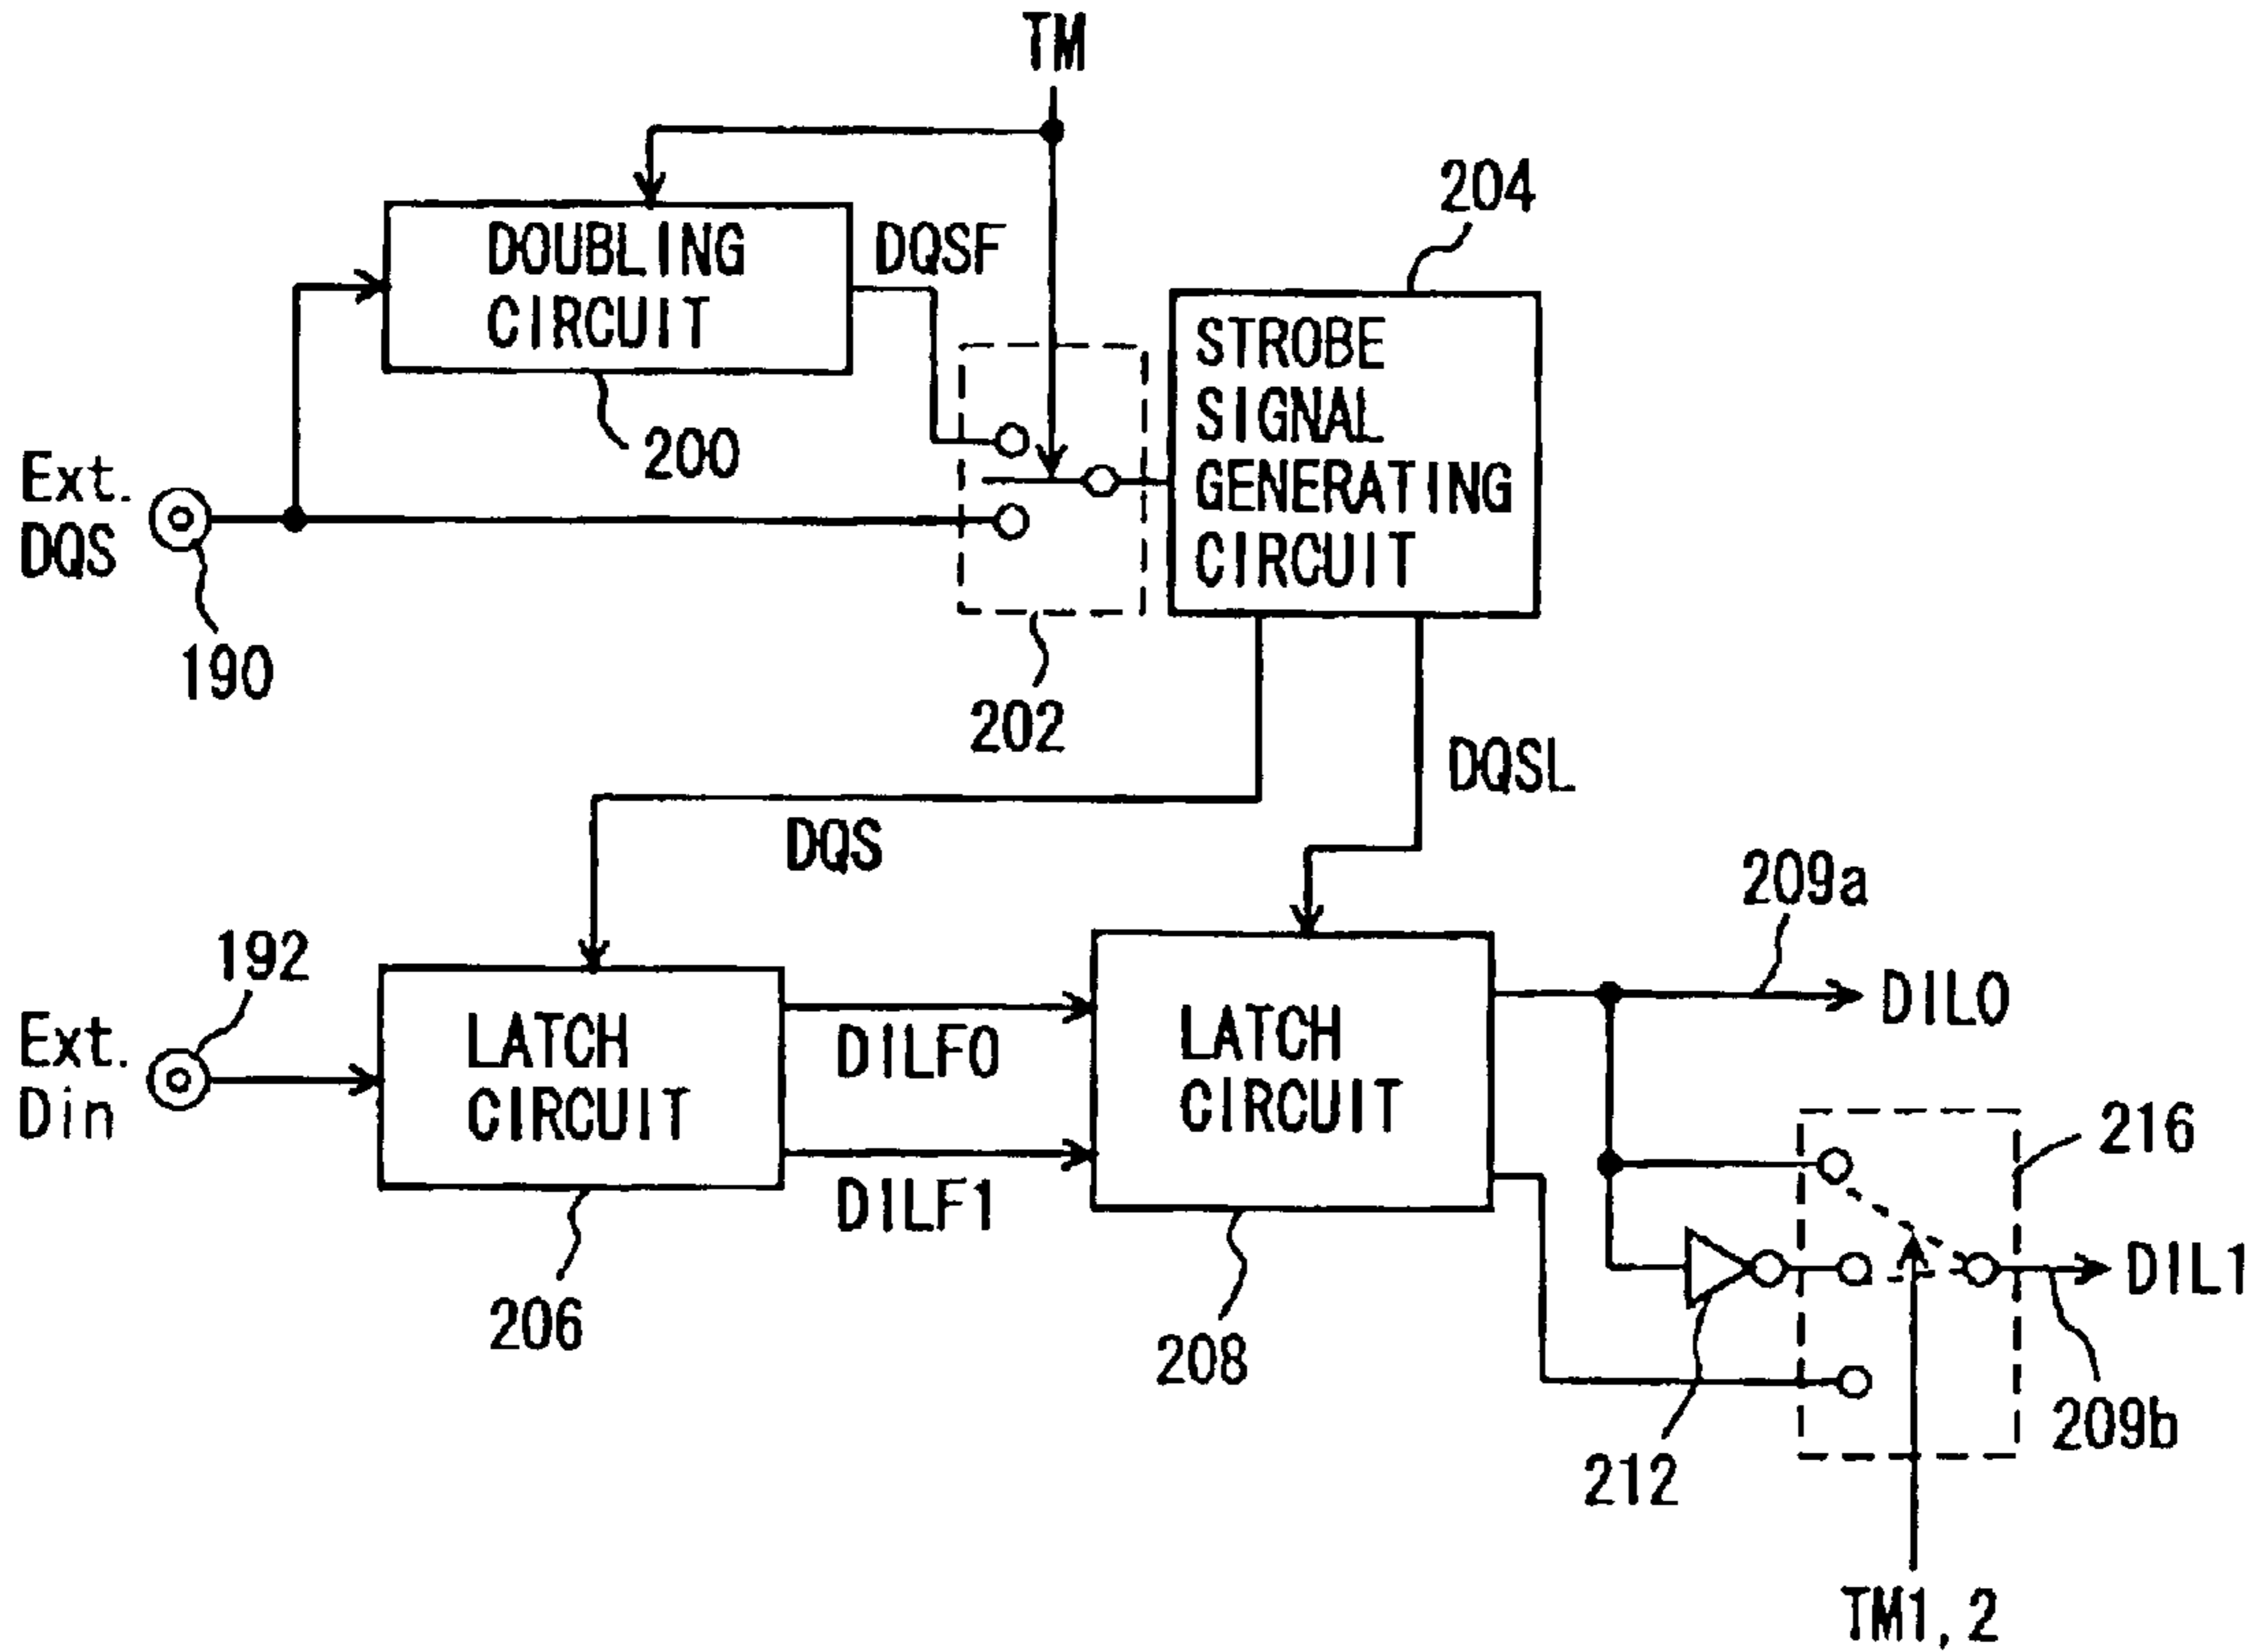 TM
204
DOUBLING
CIRCUIT
DQSF
STROBE
SIGNAL
GENERATING
CIRCUIT
200
Ext.
DQS
190
202
DQSL
DQS
209a
192
Ext.
Din
LATCH
CIRCUIT
DILF0
DILF1
LATCH
CIRCUIT
DIL0
216
DIL1
206
208
212
209b
TM1,2